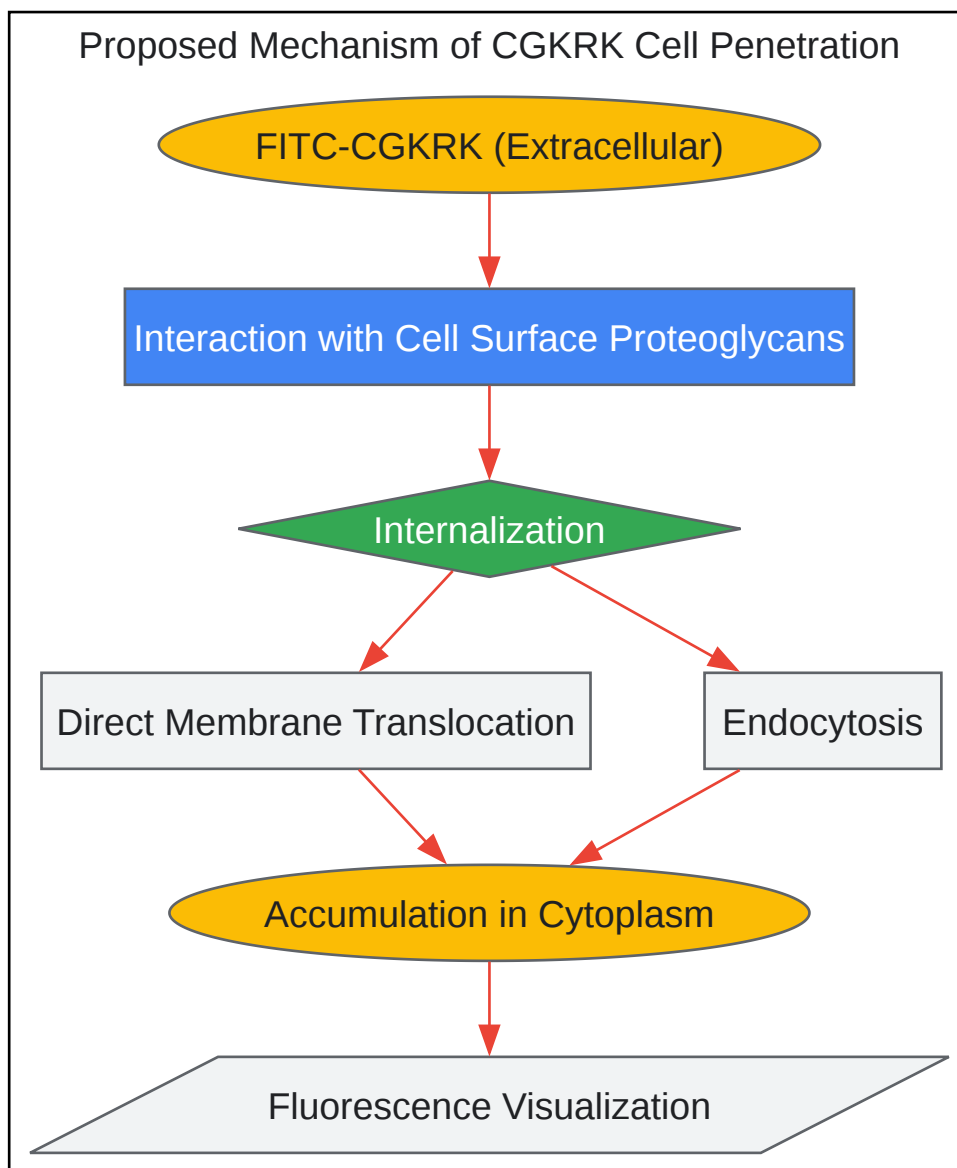 Proposed Mechanism of CGKRK Cell Penetration
FITC-CGKRK (Extracellular)
Interaction with Cell Surface Proteoglycans
Internalization
Direct Membrane Translocation
Endocytosis
Accumulation in Cytoplasm
Fluorescence Visualization